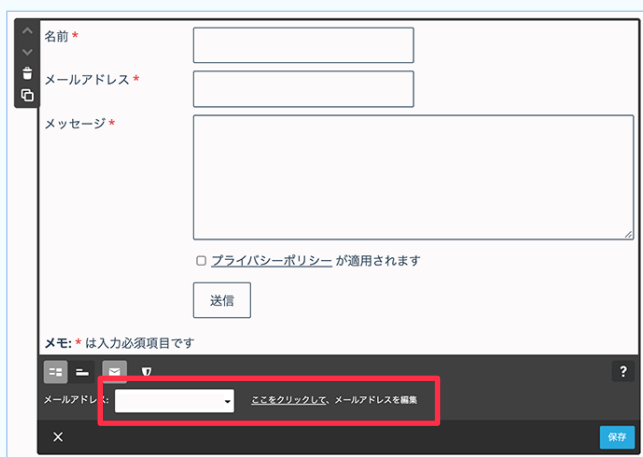 名前 *
メールアドレス *
メッセージ *
プライバシーポリシー が適用されます
送信
メモ: * は入力必須項目です
?
メールアドレス:
ここをクリックして、メールアドレスを編集
保存